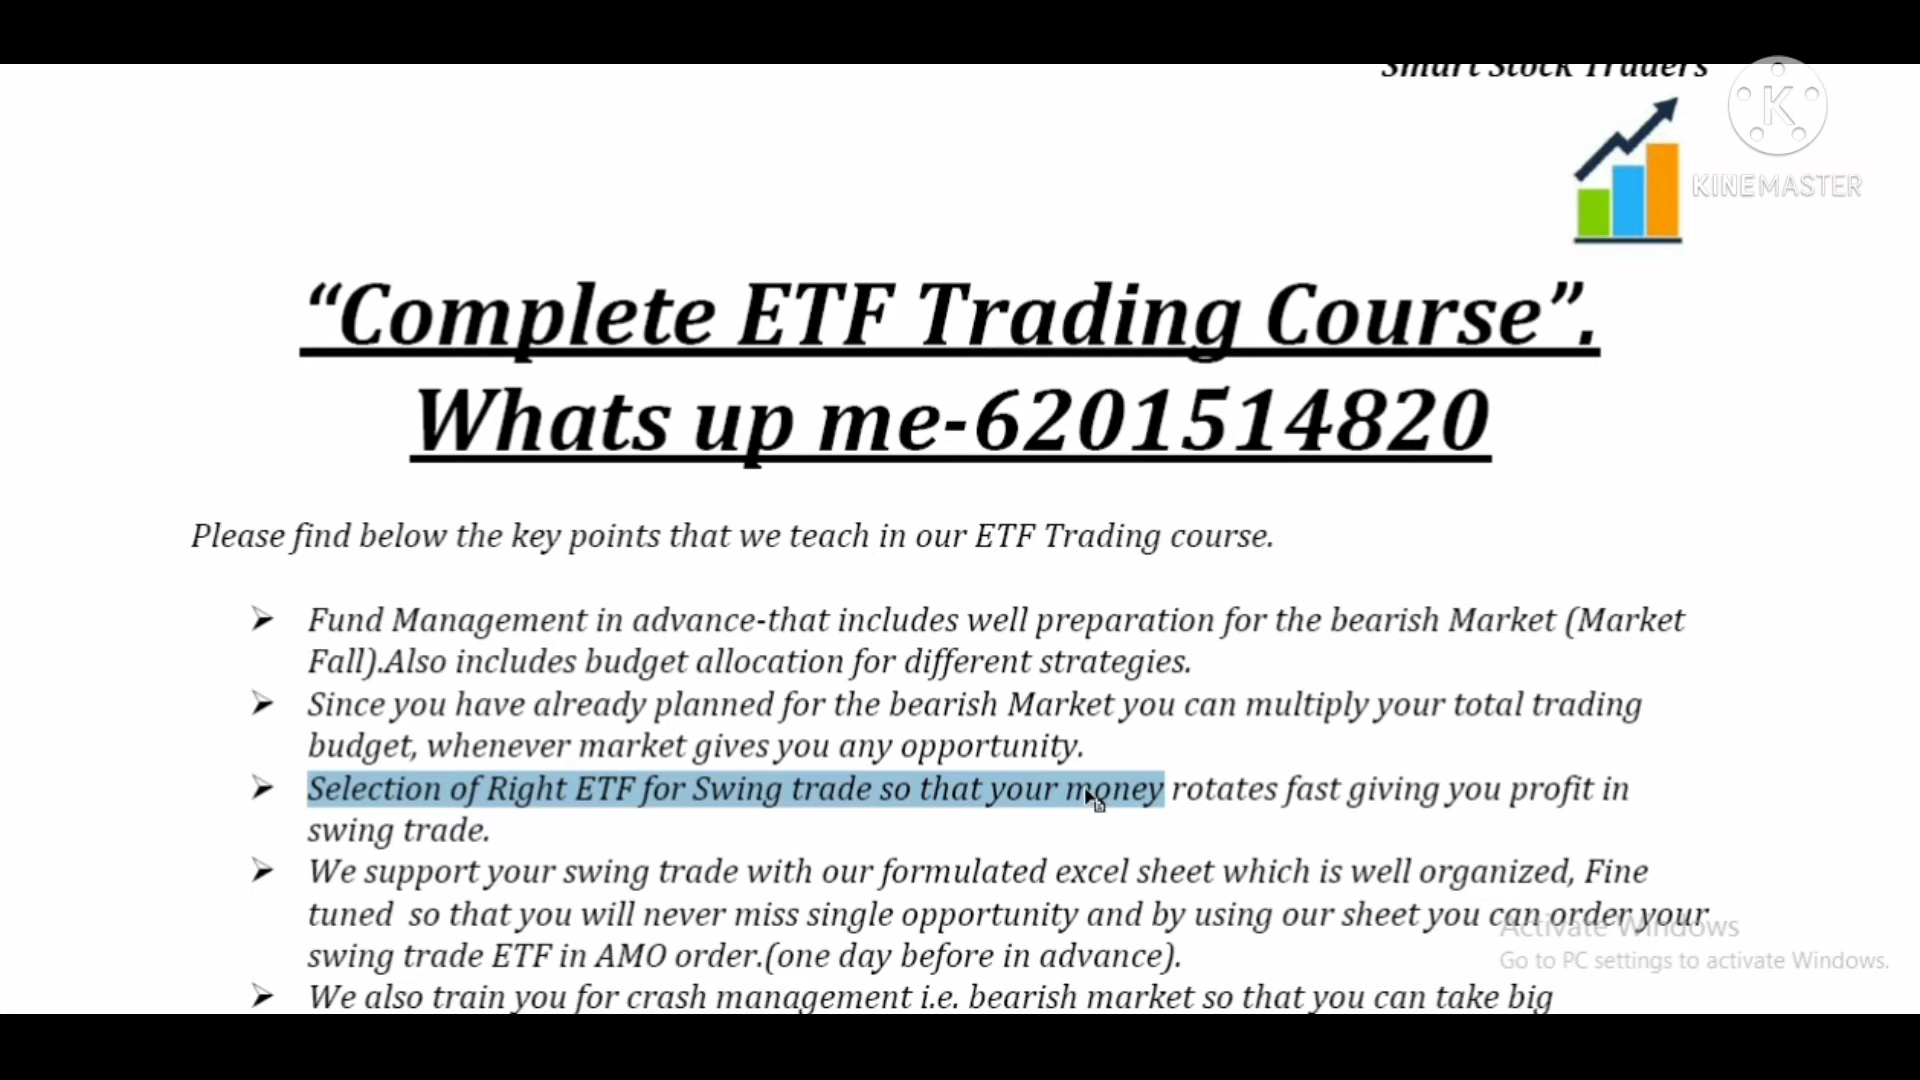 Smart Stock Traders
K
KINEMASTER
“Complete ETF Trading Course”.
Whats up me-6201514820
Please find below the key points that we teach in our ETF Trading course.
➢ Fund Management in advance-that includes well preparation for the bearish Market (Market
Fall).Also includes budget allocation for different strategies.
➢ Since you have already planned for the bearish Market you can multiply your total trading
budget, whenever market gives you any opportunity.
➢ Selection of Right ETF for Swing trade so that your money rotates fast giving you profit in
swing trade.
➢ We support your swing trade with our formulated excel sheet which is well organized, Fine
tuned  so that you will never miss single opportunity and by using our sheet you can order your
swing trade ETF in AMO order.(one day before in advance).
➢ We also train you for crash management i.e. bearish market so that you can take big
Activate Windows
Go to PC settings to activate Windows.